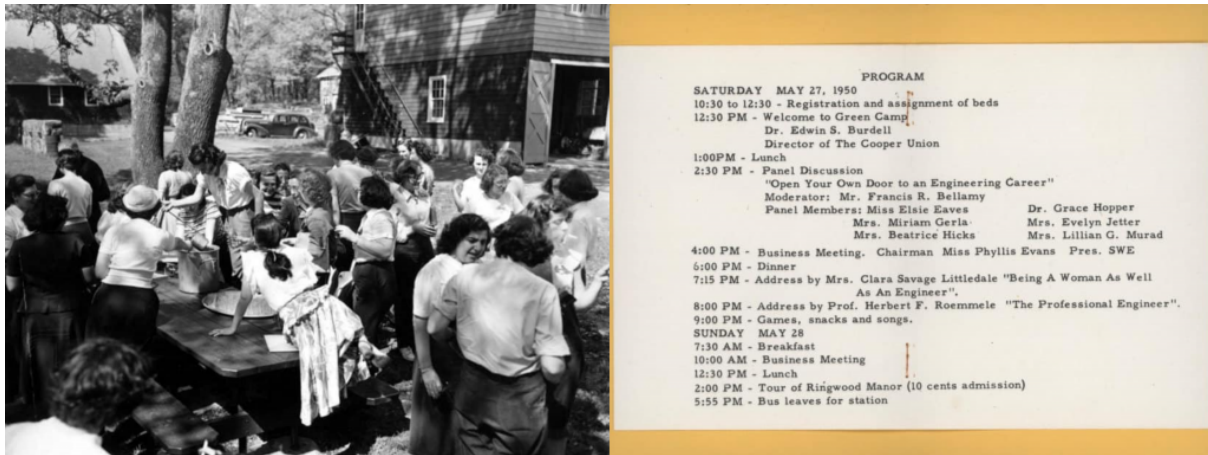 PROGRAM
SATURDAY MAY 27, 1950
10:30 to 12:30 - Registration and assignment of beds
12:30 PM - Welcome to Green Camp
Dr. Edwin S. Burdell
Director of The Cooper Union
1:00PM - Lunch
2:30 PM - Panel Discussion
"Open Your Own Door to an Engineering Career"
Moderator: Mr. Francis R. Bellamy
Panel Members: Miss Elsie Eaves Dr. Grace Hopper
Mrs. Miriam Gerla Mrs. Evelyn Jetter
Mrs. Beatrice Hicks Mrs. Lillian G. Murad
4:00 PM - Business Meeting. Chairman Miss Phyllis Evans Pres. SWE
6:00 PM - Dinner
7:15 PM - Address by Mrs. Clara Savage Littledale "Being A Woman As Well
As An Engineer".
8:00 PM - Address by Prof. Herbert F. Roemmele "The Professional Engineer".
9:00 PM - Games, snacks and songs.
SUNDAY MAY 28
7:30 AM - Breakfast
10:00 AM - Business Meeting
12:30 PM - Lunch
2:00 PM - Tour of Ringwood Manor (10 cents admission)
5:55 PM - Bus leaves for station